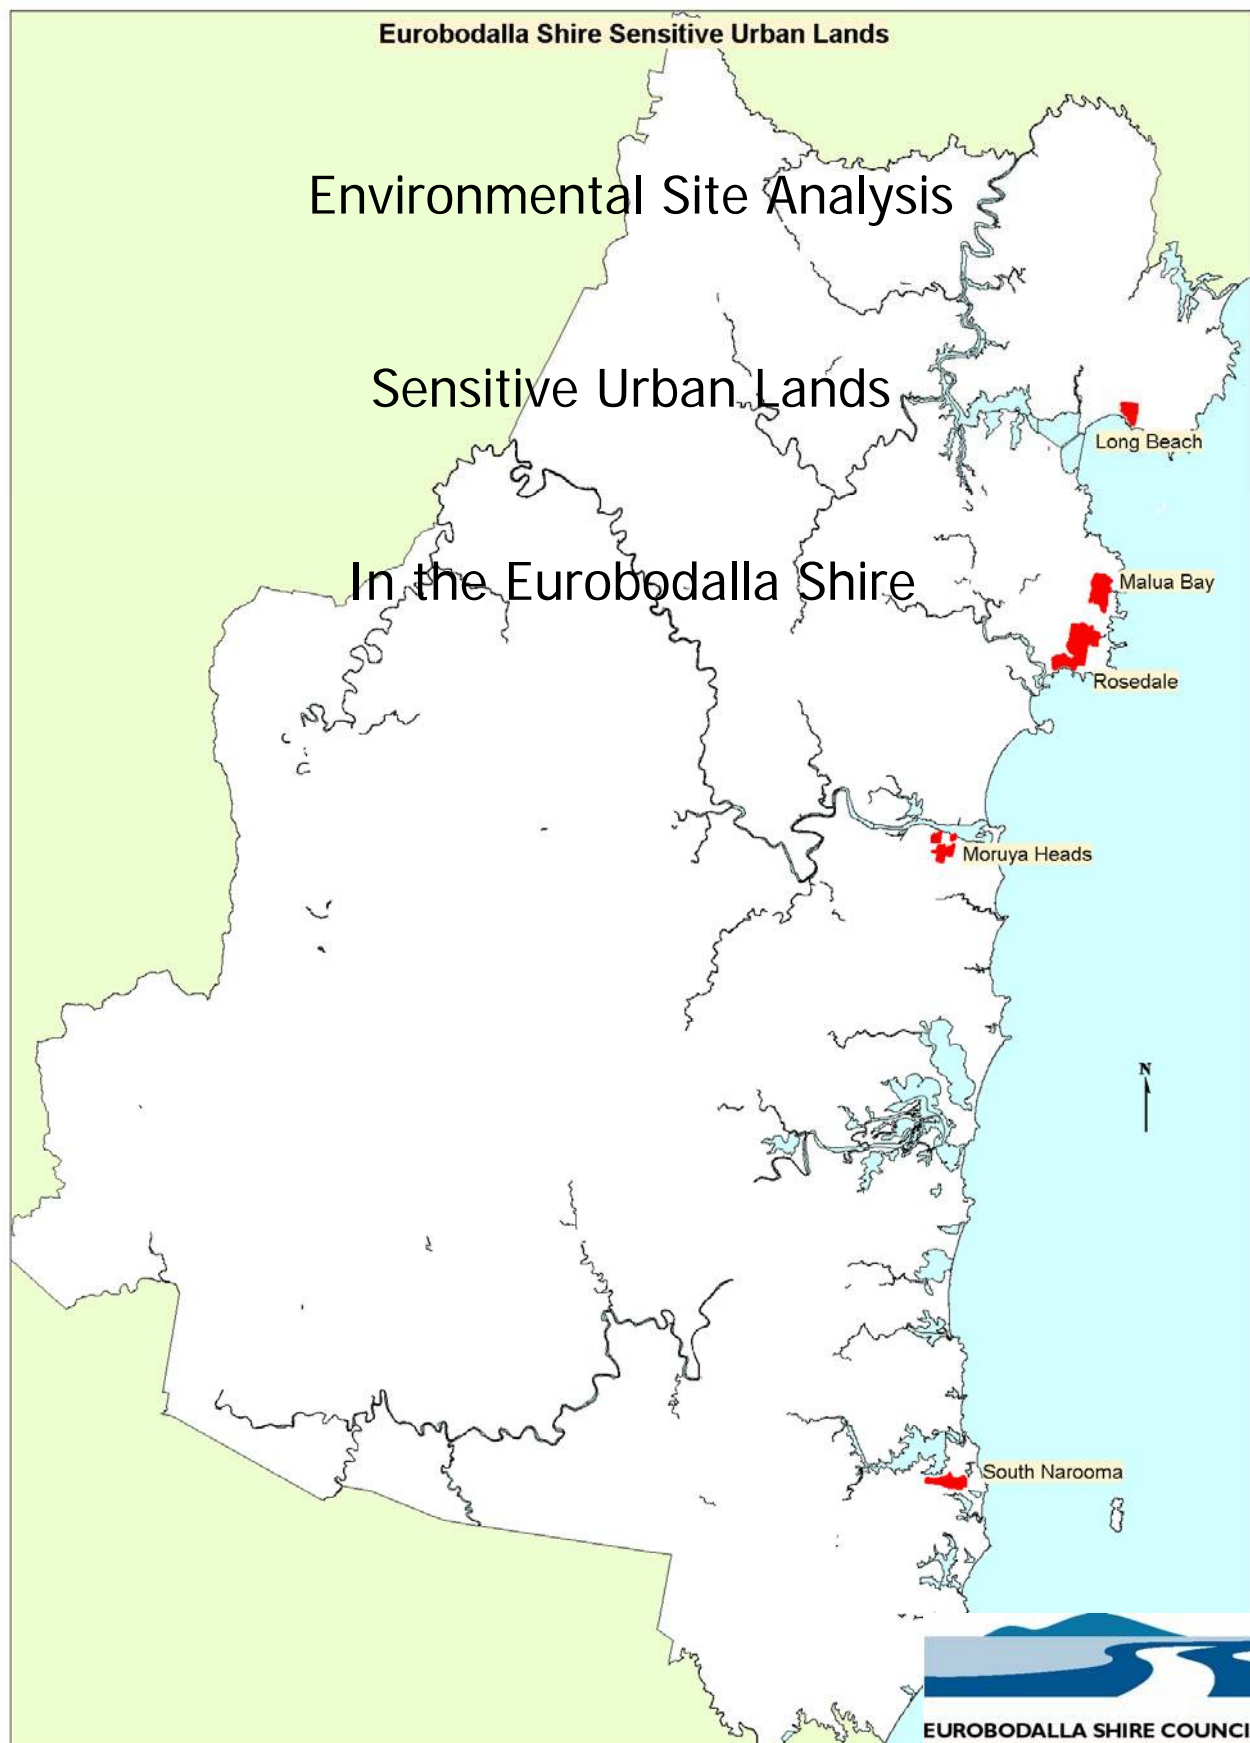 Eurobodalla Shire Sensitive Urban Lands
Environmental Site Analysis
Sensitive Urban Lands
Long Beach
In the Eurobodalla Shire
Malua Bay
Rosedale
Moruya Heads
N
South Narooma
EUROBODALLA SHIRE COUNCI